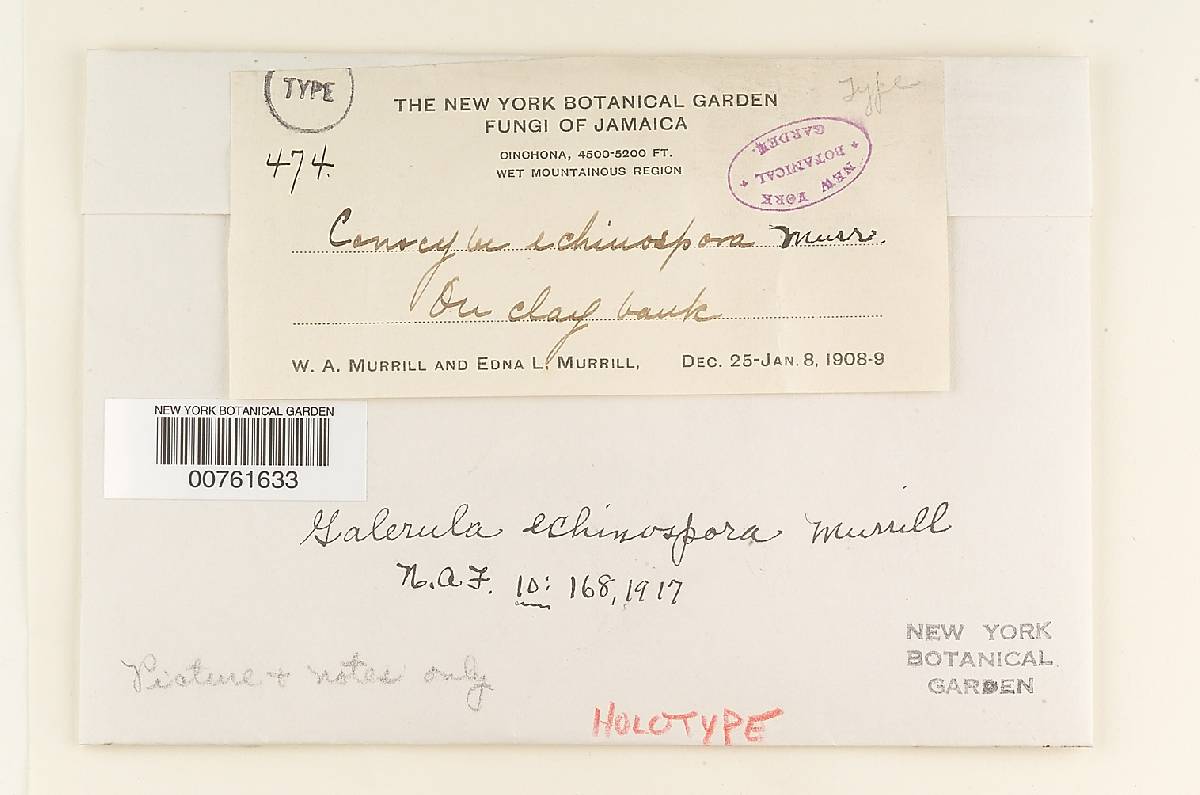 TYPE
Type
THE NEW YORK BOTANICAL GARDEN
FUNGI OF JAMAICA
CINCHONA, 4500-5200 FT.
WET MOUNTAINOUS REGION
474.
NEW YORK
* BOTANICAL *
GARDEN.
Conocybe echinospora Murr.
On clay bank
W. A. MURRILL AND EDNA L. MURRILL, DEC. 25-JAN. 8, 1908-9
NEW YORK BOTANICAL GARDEN
00761633
Galerula echinospora Murrill
N.A.F. 10: 168, 1917
Picture + notes only
NEW YORK
BOTANICAL
GARDEN
HOLOTYPE